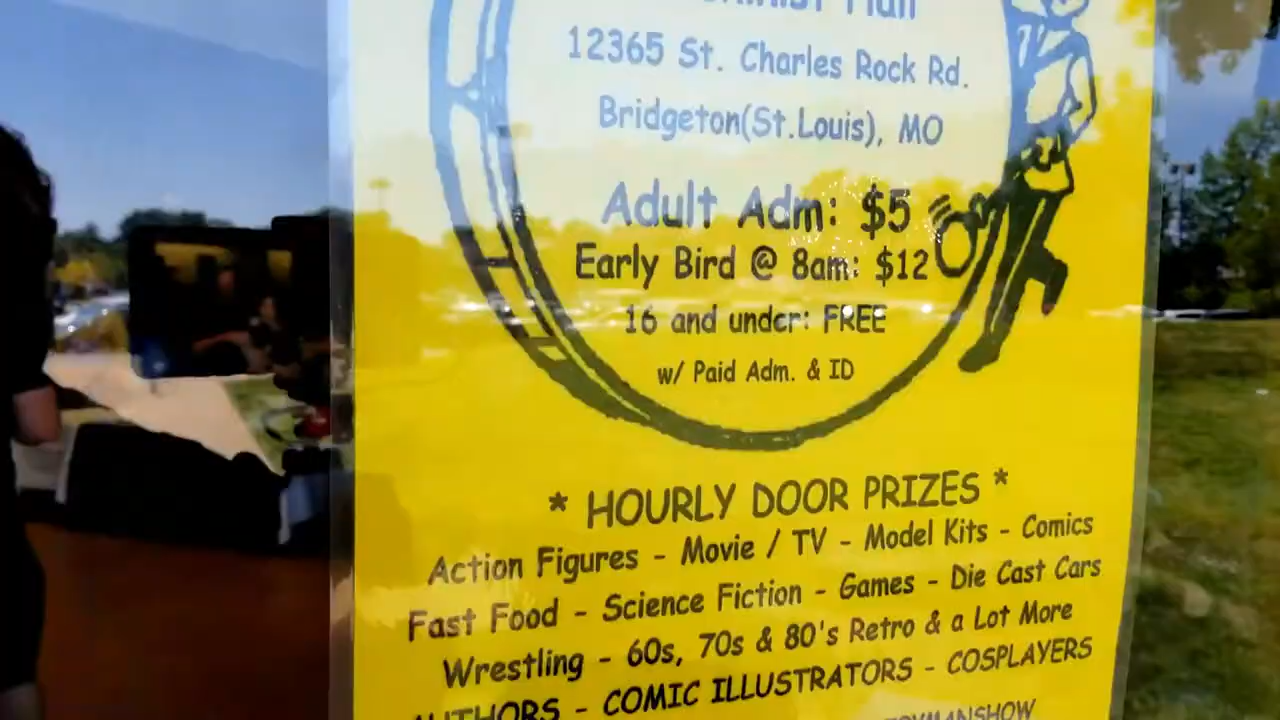 12365 St. Charles Rock Rd.
Bridgeton(St.Louis), MO
Adult Adm: $5
Early Bird @ 8am: $12
16 and under: FREE
w/ Paid Adm. & ID
* HOURLY DOOR PRIZES *
Action Figures - Movie / TV - Model Kits - Comics
Fast Food - Science Fiction - Games - Die Cast Cars
Wrestling - 60s, 70s & 80's Retro & a Lot More
AUTHORS - COMIC ILLUSTRATORS - COSPLAYERS